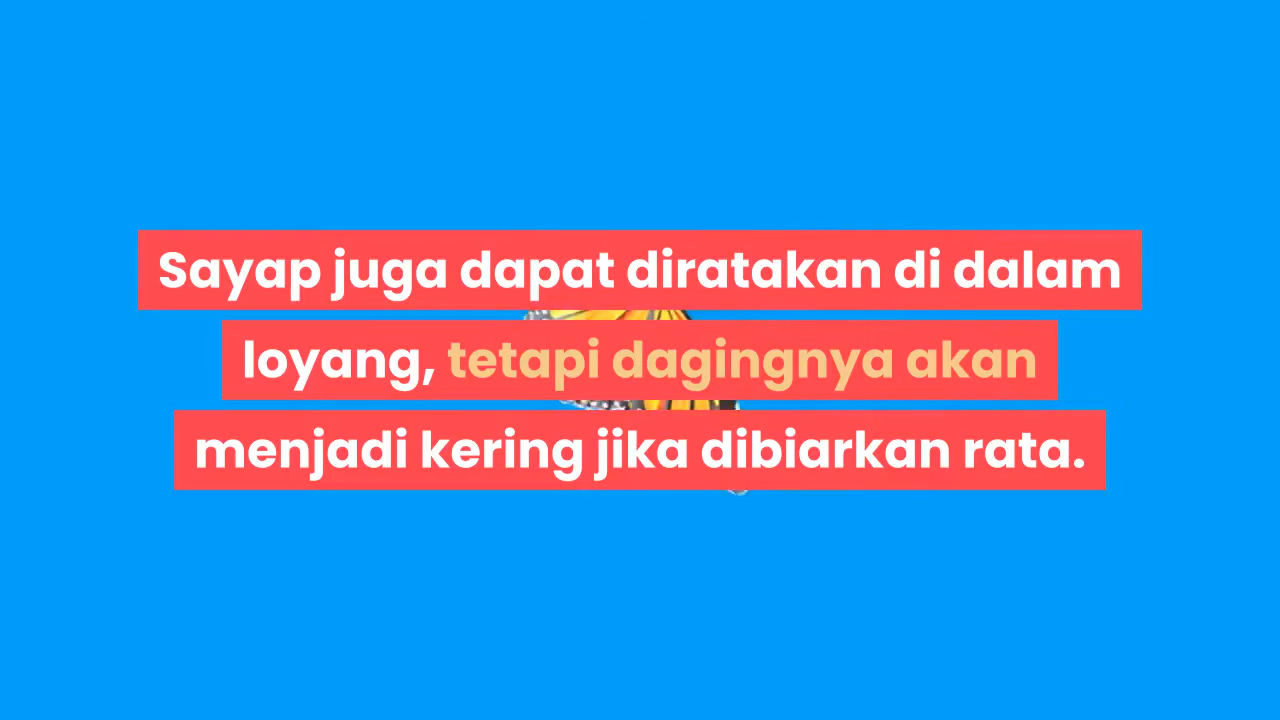 Sayap juga dapat diratakan di dalam
loyang, tetapi dagingnya akan
menjadi kering jika dibiarkan rata.